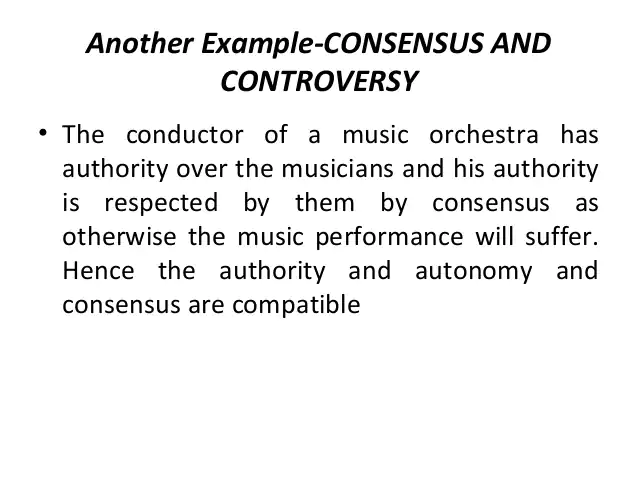 Another Example-CONSENSUS AND
CONTROVERSY
• The conductor of a music orchestra has
authority over the musicians and his authority
is respected by them by consensus as
otherwise the music performance will suffer.
Hence the authority and autonomy and
consensus are compatible